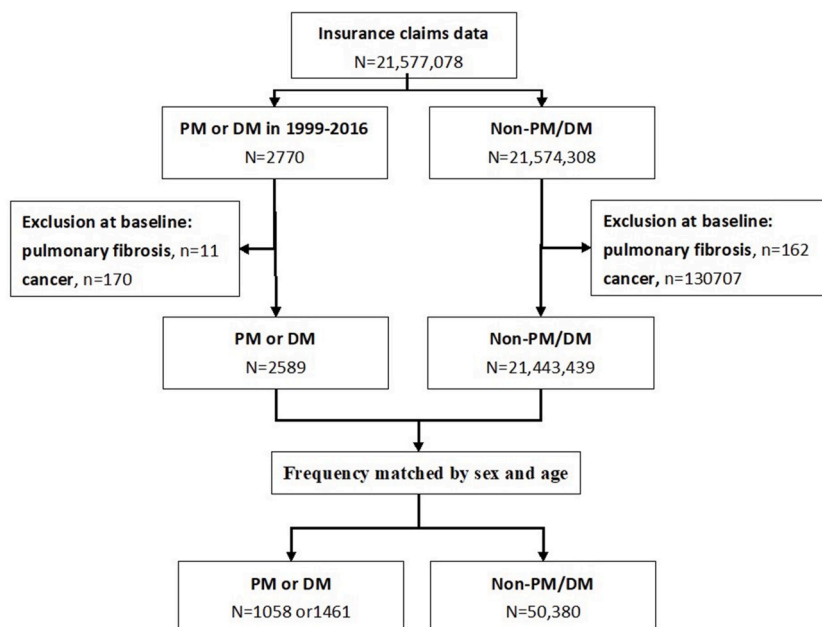 Insurance claims data
N=21,577,078
PM or DM in 1999-2016
N=2770
Non-PM/DM
N=21,574,308
Exclusion at baseline:
pulmonary fibrosis, n=11
cancer, n=170
Exclusion at baseline:
pulmonary fibrosis, n=162
cancer, n=130707
PM or DM
N=2589
Non-PM/DM
N=21,443,439
Frequency matched by sex and age
PM or DM
N=1058 or1461
Non-PM/DM
N=50,380